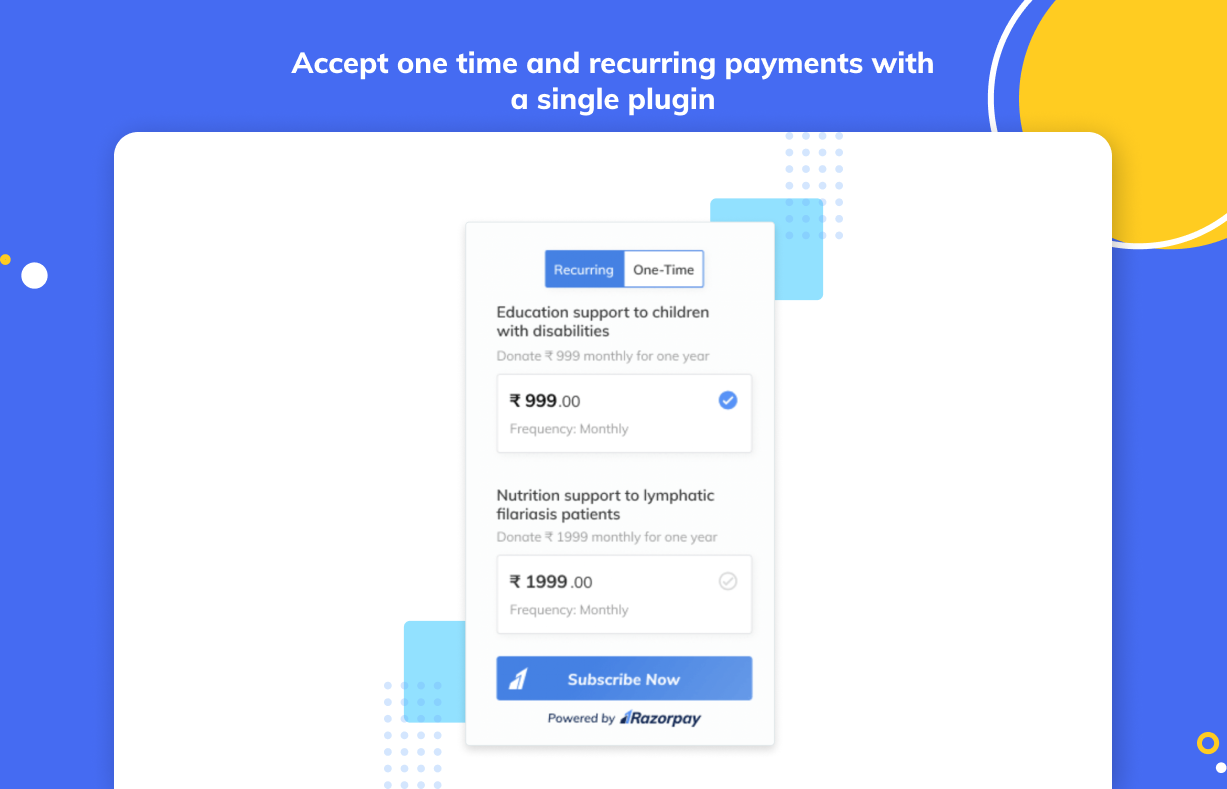 Accept one time and recurring payments with
a single plugin
Recurring One-Time
Education support to children
with disabilities
Donate ₹ 999 monthly for one year
₹ 999.00
Frequency: Monthly
Nutrition support to lymphatic
filariasis patients
Donate ₹ 1999 monthly for one year
₹ 1999.00
Frequency: Monthly
Subscribe Now
Powered by Razorpay